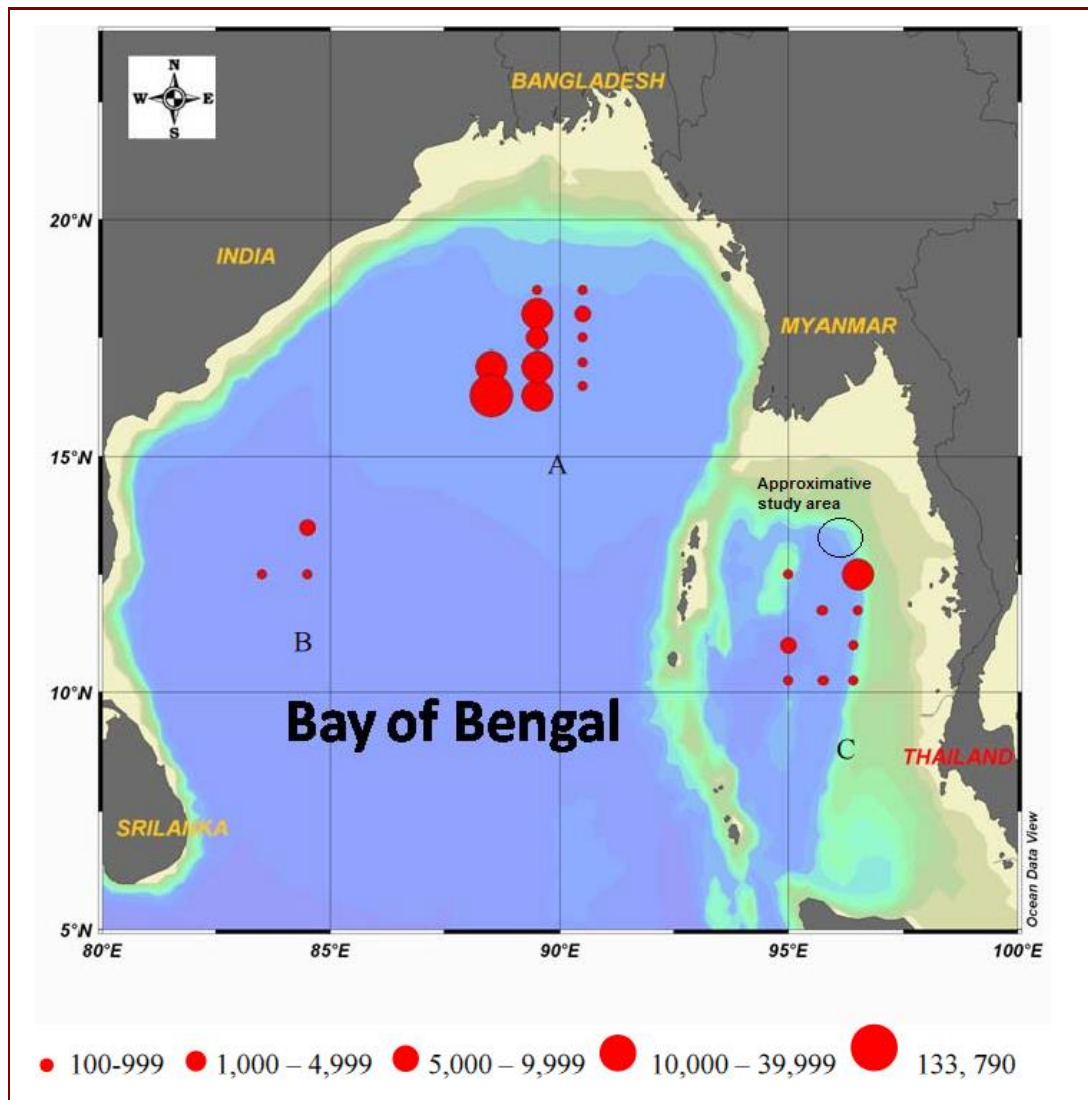 N
W E
S
BANGLADESH
20°N
INDIA
MYANMAR
15°N
A
Approximative
study area
B
10°N
Bay of Bengal
C
THAILAND
SRILANKA
Ocean Data View
5°N
80°E 85°E 90°E 95°E 100°E
100-999 1,000 – 4,999 5,000 – 9,999 10,000 – 39,999 133, 790